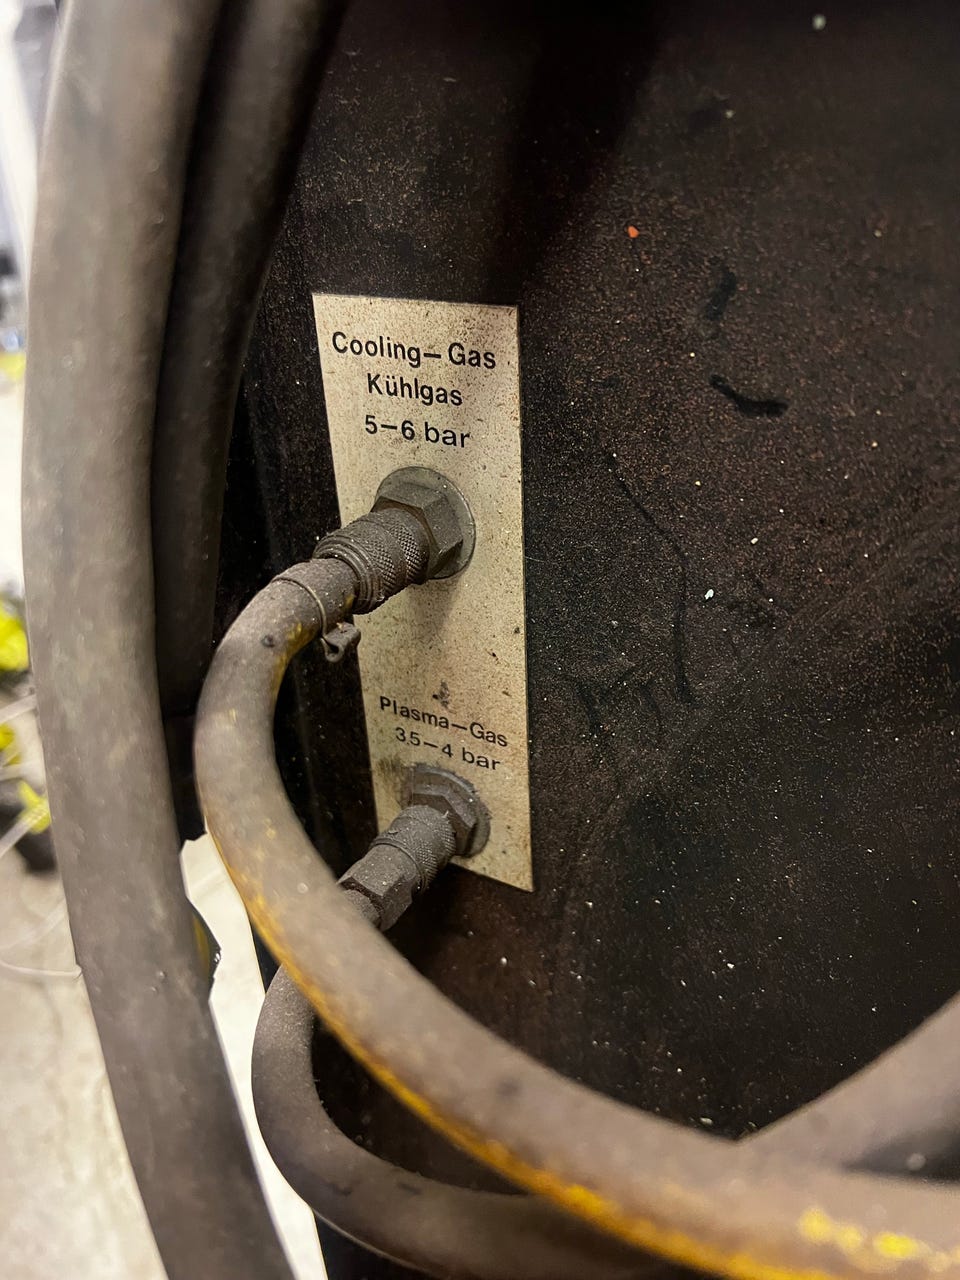 Cooling–Gas
Kühlgas
5–6 bar
Plasma–Gas
3.5–4 bar